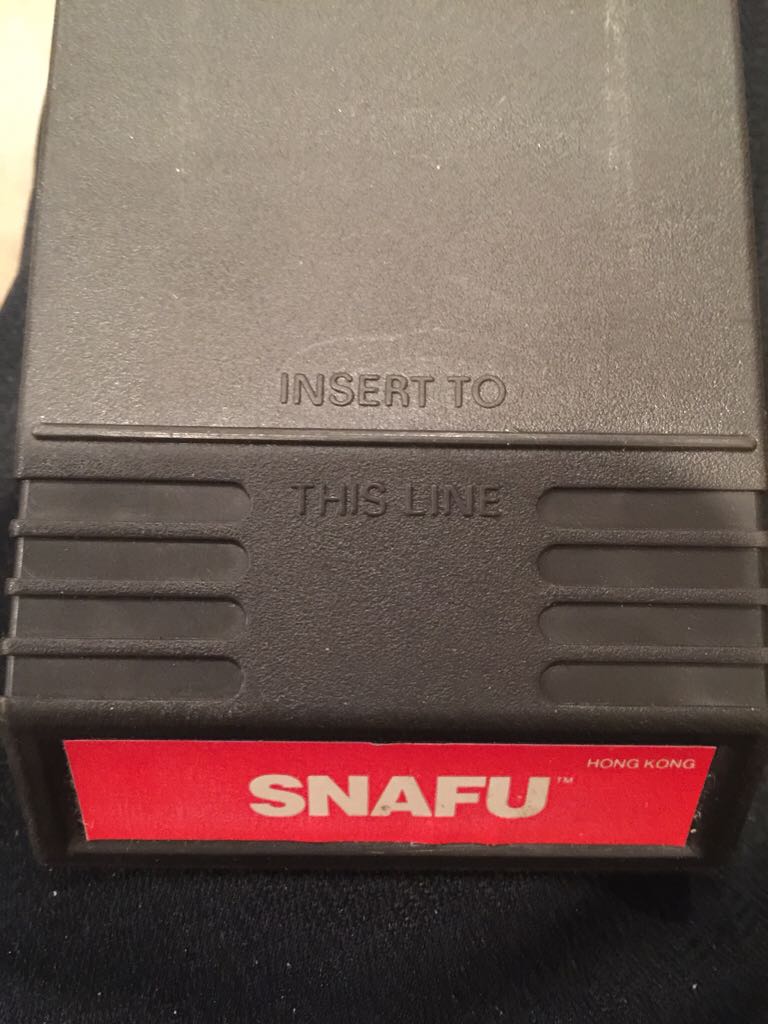 INSERT TO
THIS LINE
HONG KONG
SNAFU™